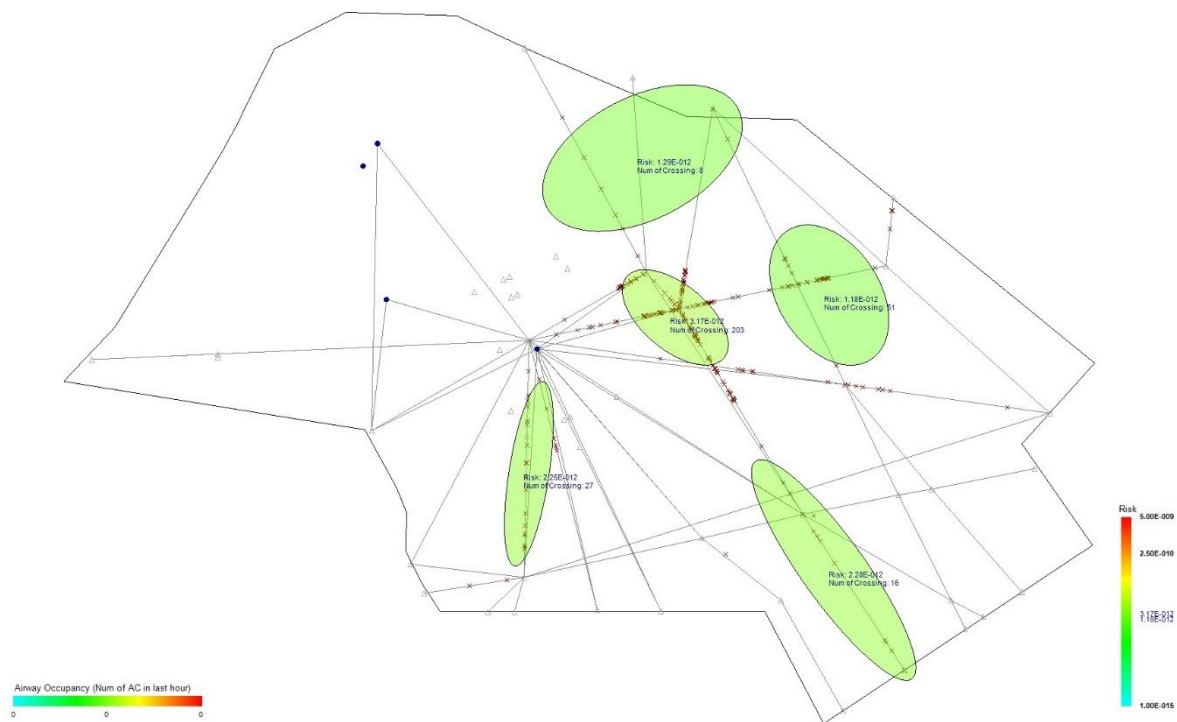 Risk: 1.29E-012
Num of Crossing: 8
Risk: 1.18E-012
Num of Crossing: 51
Risk: 3.17E-012
Num of Crossing: 203
Risk: 2.25E-012
Num of Crossing: 27
Risk: 2.28E-012
Num of Crossing: 16
Risk
5.00E-009
2.50E-010
3.17E-012
1.18E-012
1.00E-015
Airway Occupancy (Num of AC in last hour)
0 0 0